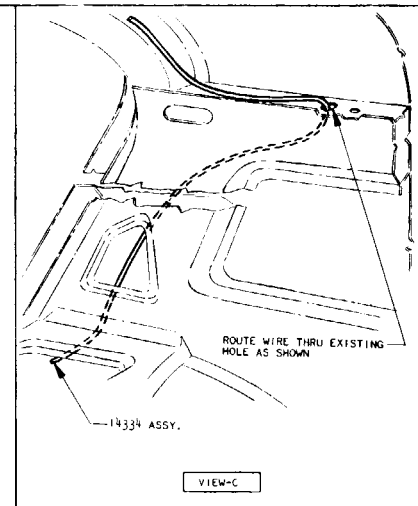 ROUTE WIRE THRU EXISTING
HOLE AS SHOWN
14334 ASSY.
VIEW-C